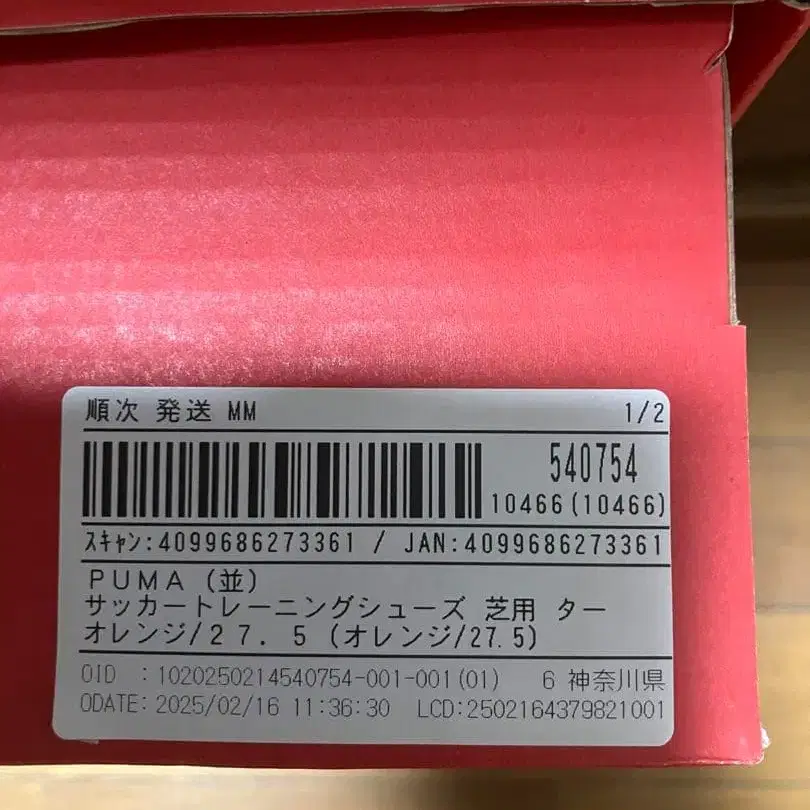 順次 発送 MM 1/2
540754
10466(10466)
ｽｷｬﾝ:4099686273361 / JAN:4099686273361
ＰＵＭＡ（並）
サッカートレーニングシューズ 芝用 ター
オレンジ/２７．５（オレンジ/27.5）
OID :1020250214540754-001-001(01) 6 神奈川県
ODATE:2025/02/16 11:36:30 LCD:2502164379821001